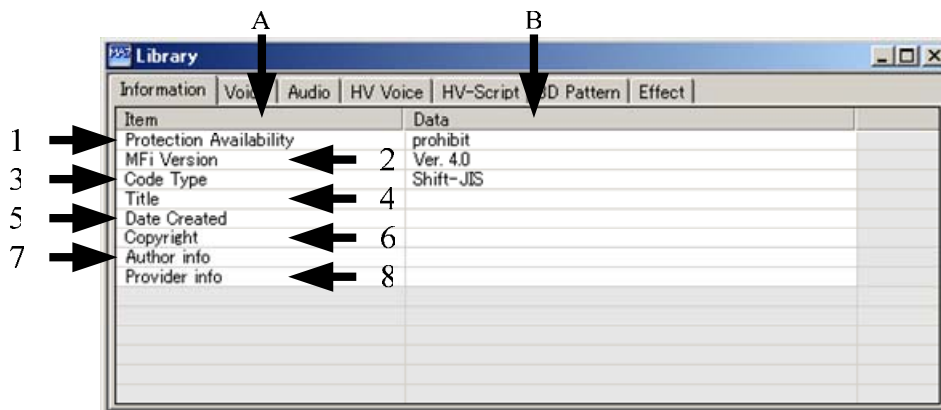 A B
Library
Information Voi Audio HV Voice HV-Script 3D Pattern Effect
Item Data
1 Protection Availability prohibit
MFi Version 2 Ver. 4.0
3 Code Type Shift-JIS
Title 4
5 Date Created
Copyright 6
7 Author info
Provider info 8